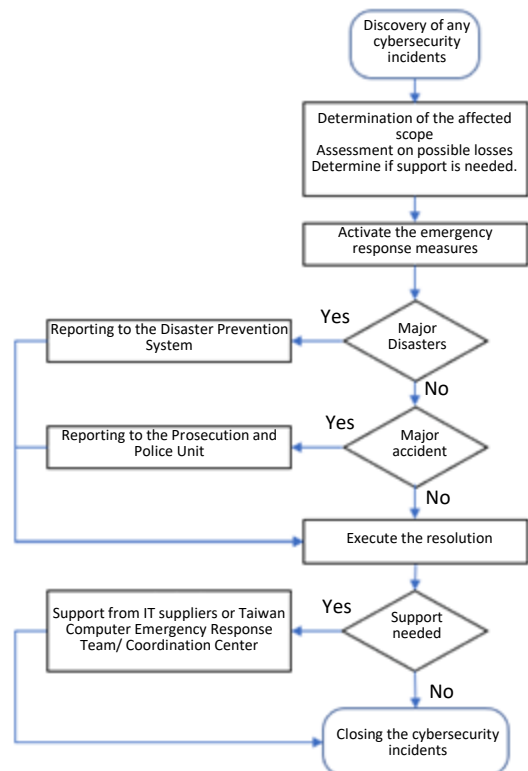 Discovery of any
cybersecurity
incidents
Determination of the affected
scope
Assessment on possible losses
Determine if support is needed.
Activate the emergency
response measures
Major
Disasters
Yes
Reporting to the Disaster Prevention
System
No
Major
accident
Yes
Reporting to the Prosecution and
Police Unit
No
Execute the resolution
Support
needed
Yes
Support from IT suppliers or Taiwan
Computer Emergency Response
Team/ Coordination Center
No
Closing the cybersecurity
incidents